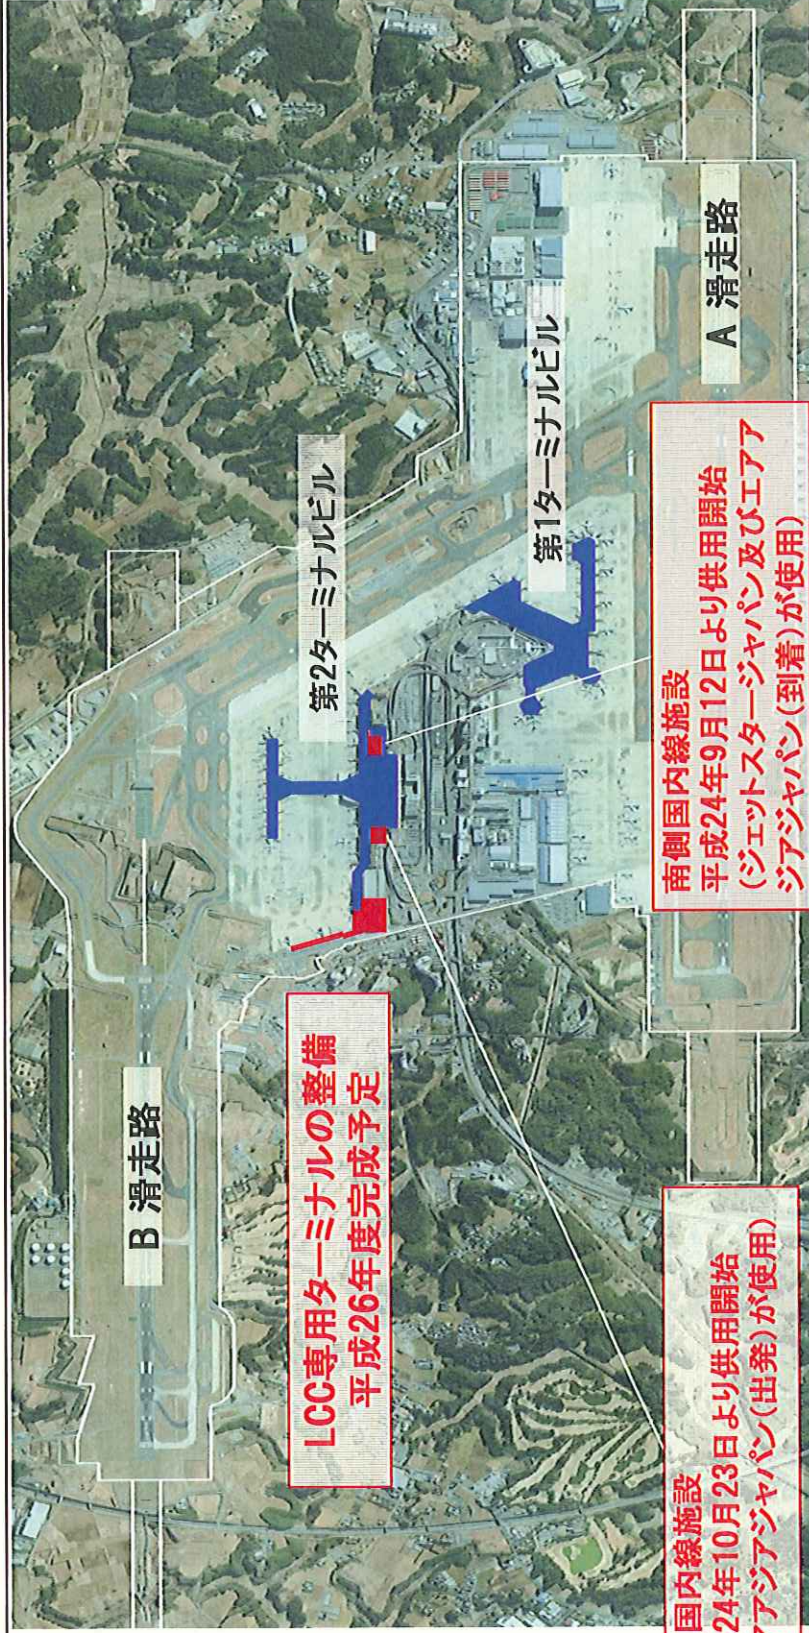 B 滑走路
LCC専用ターミナルの整備
平成26年度完成予定
第2ターミナルビル
第1ターミナルビル
A 滑走路
国内線施設
24年10月23日より供用開始
アジアジャパン(出発)が使用)
南側国内線施設
平成24年9月12日より供用開始
(ジェットスタージャパン及びエアア
ジアジャパン(到着)が使用)